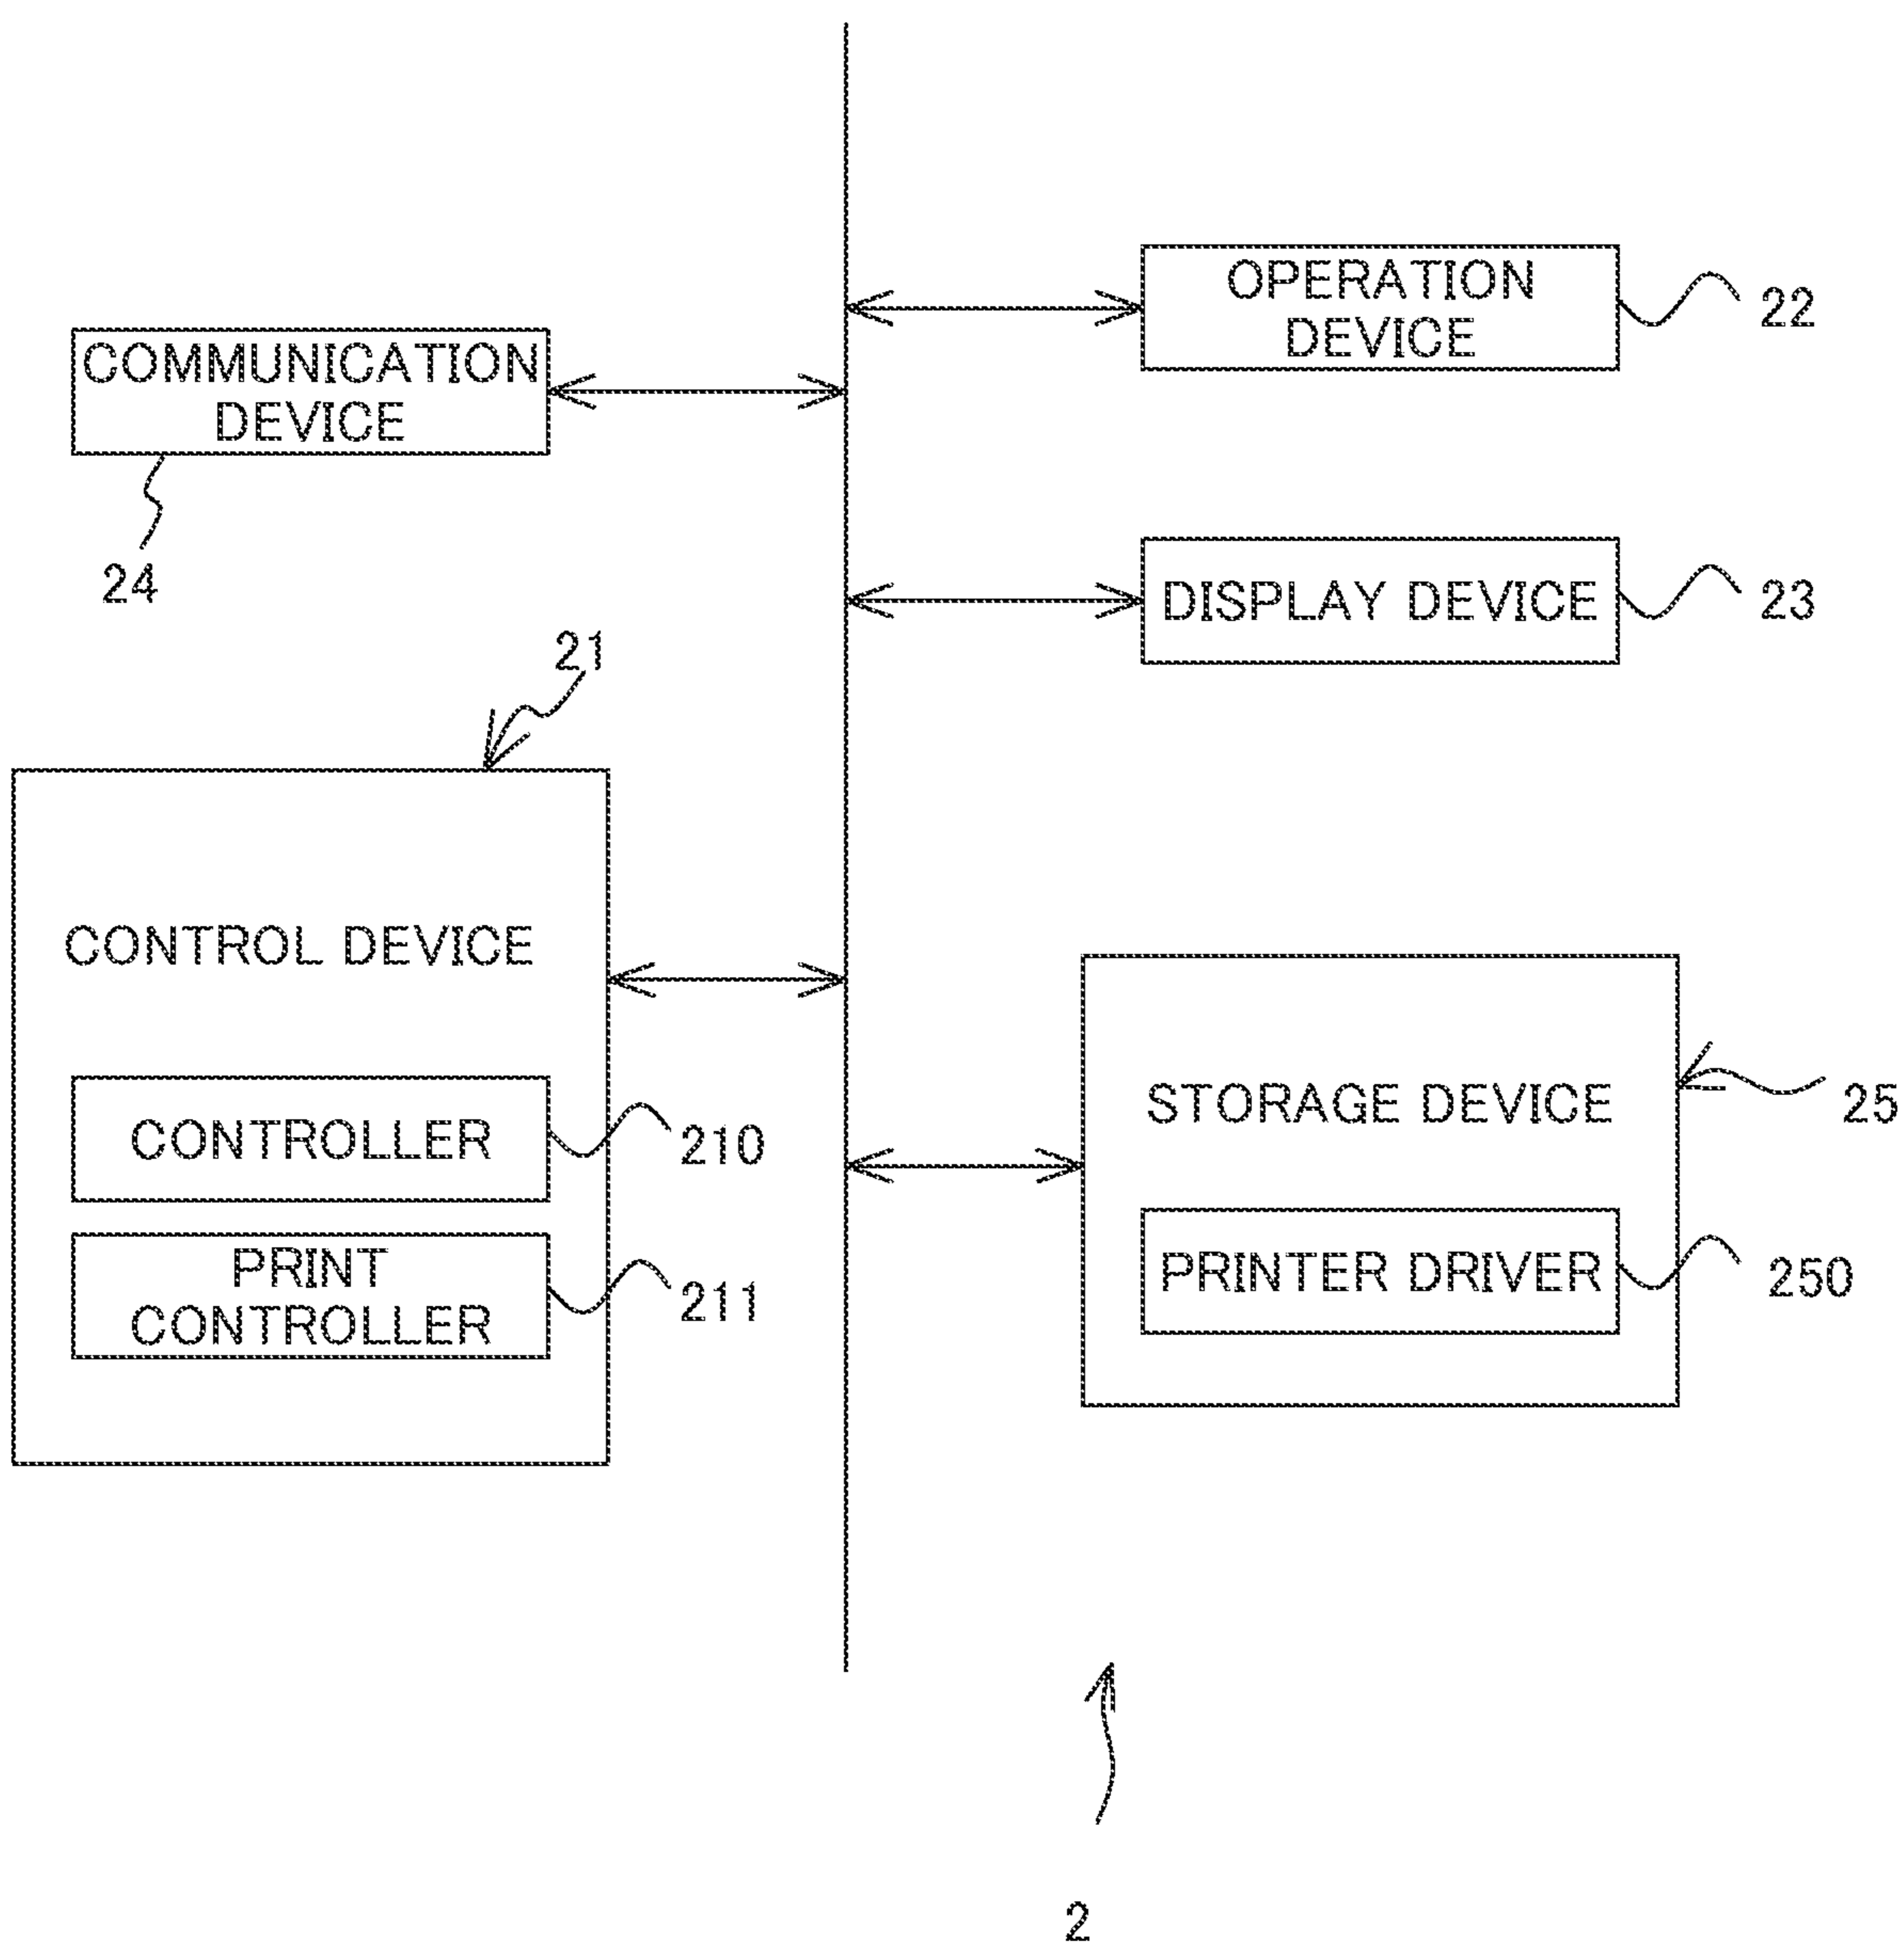 OPERATION
DEVICE
22
COMMUNICATION
DEVICE
24
DISPLAY DEVICE
23
21
CONTROL DEVICE
CONTROLLER
210
PRINT
CONTROLLER
211
STORAGE DEVICE
25
PRINTER DRIVER
250
2